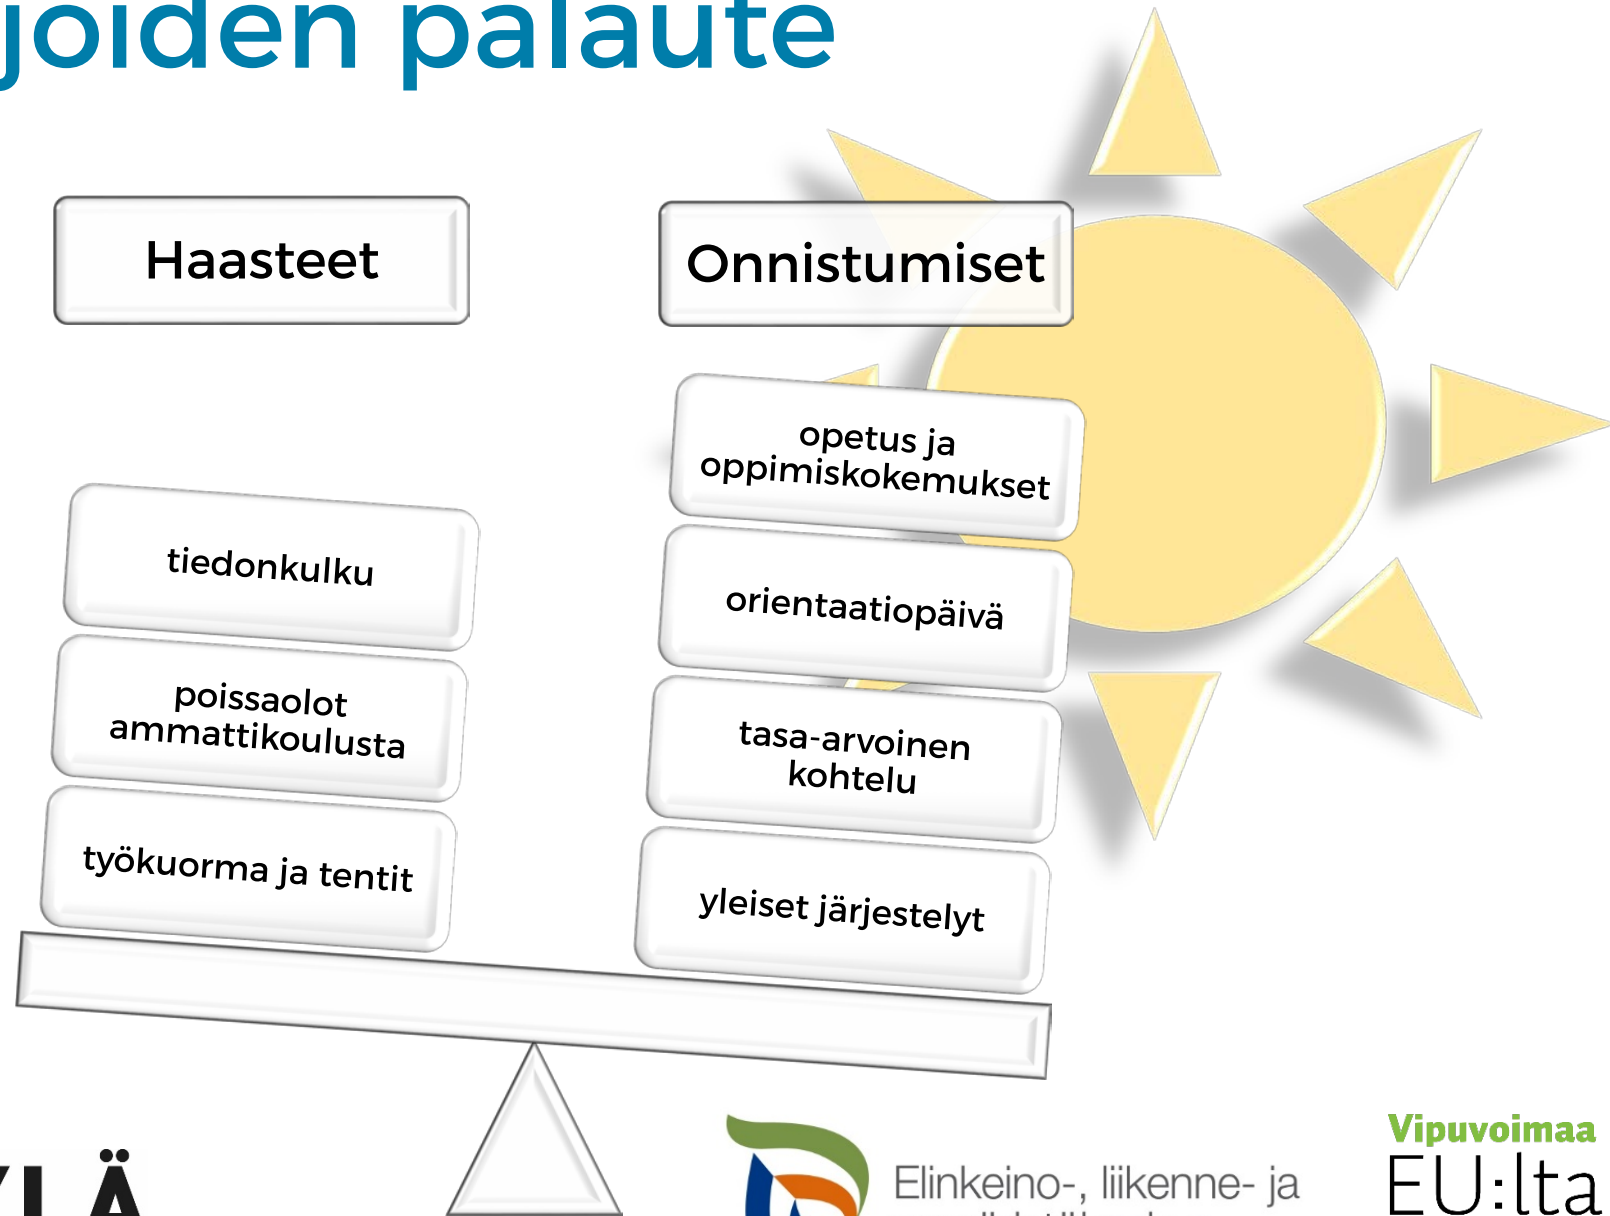 joiden palaute
Haasteet
Onnistumiset
opetus ja
oppimiskokemukset
tiedonkulku
orientaatiopäivä
poissaolot
ammattikoulusta
tasa-arvoinen
kohtelu
työkuorma ja tentit
yleiset järjestelyt
YLÄ
Elinkeino-, liikenne- ja
Vipuvoimaa
EU:lta